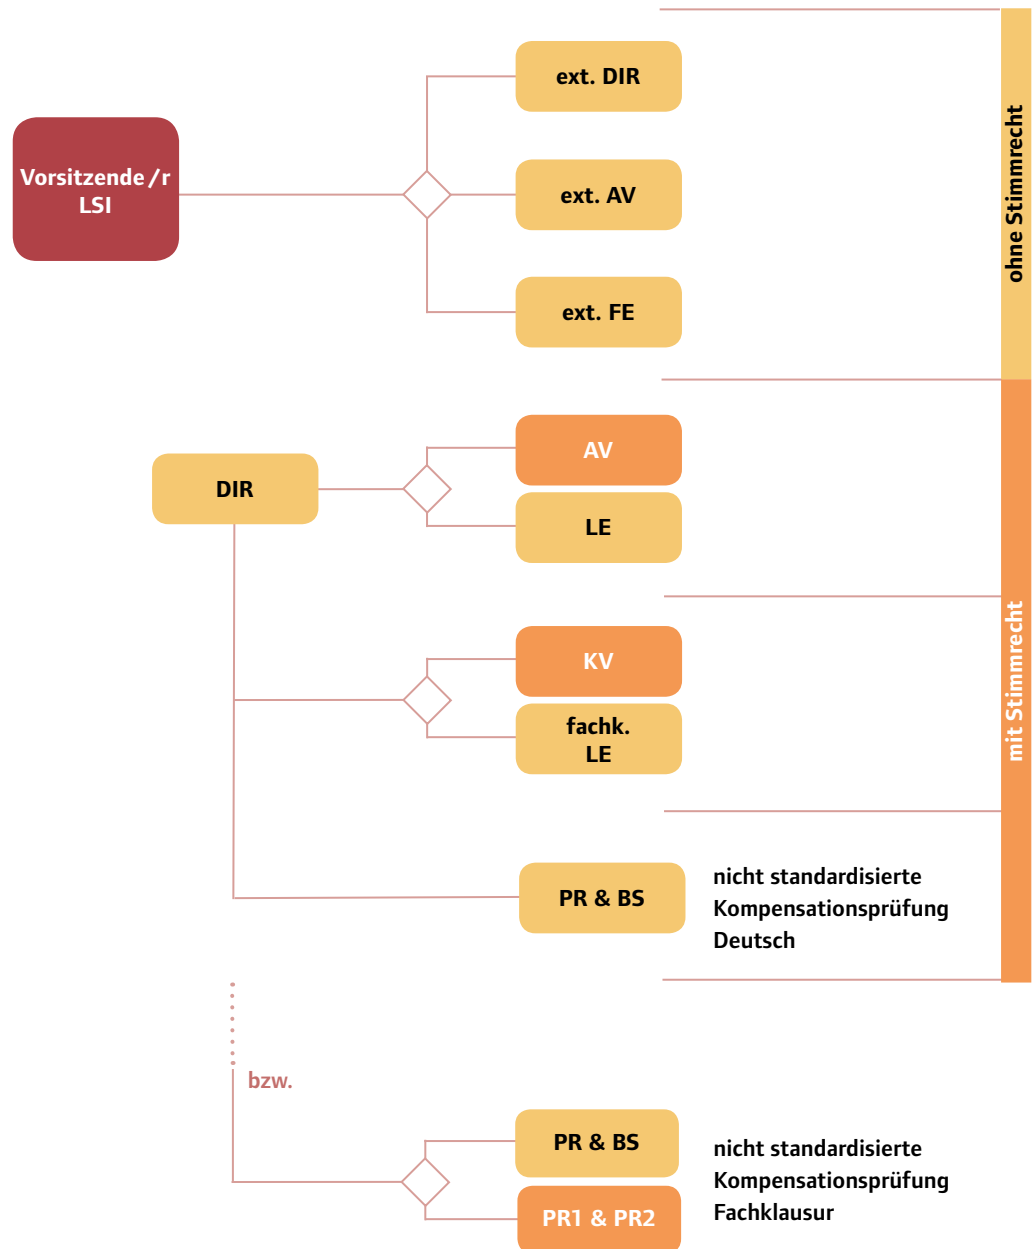 ext. DIR
Vorsitzende/r
LSI
ext. AV
ext. FE
ohne Stimmrecht
AV
DIR
LE
KV
fachk.
LE
mit Stimmrecht
PR & BS
nicht standardisierte
Kompensationsprüfung
Deutsch
bzw.
PR & BS
PR1 & PR2
nicht standardisierte
Kompensationsprüfung
Fachklausur